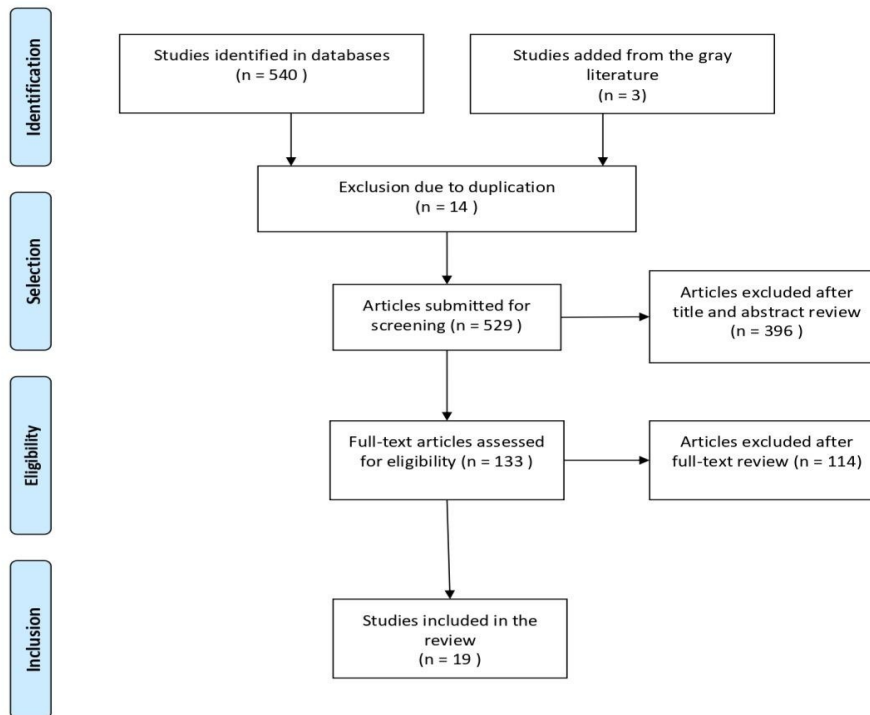 Identification
Studies identified in databases
(n = 540 )
Studies added from the gray
literature
(n = 3)
Exclusion due to duplication
(n = 14 )
Selection
Articles submitted for
screening (n = 529 )
Articles excluded after
title and abstract review
(n = 396 )
Eligibility
Full-text articles assessed
for eligibility (n = 133 )
Articles excluded after
full-text review (n = 114)
Inclusion
Studies included in the
review
(n = 19 )